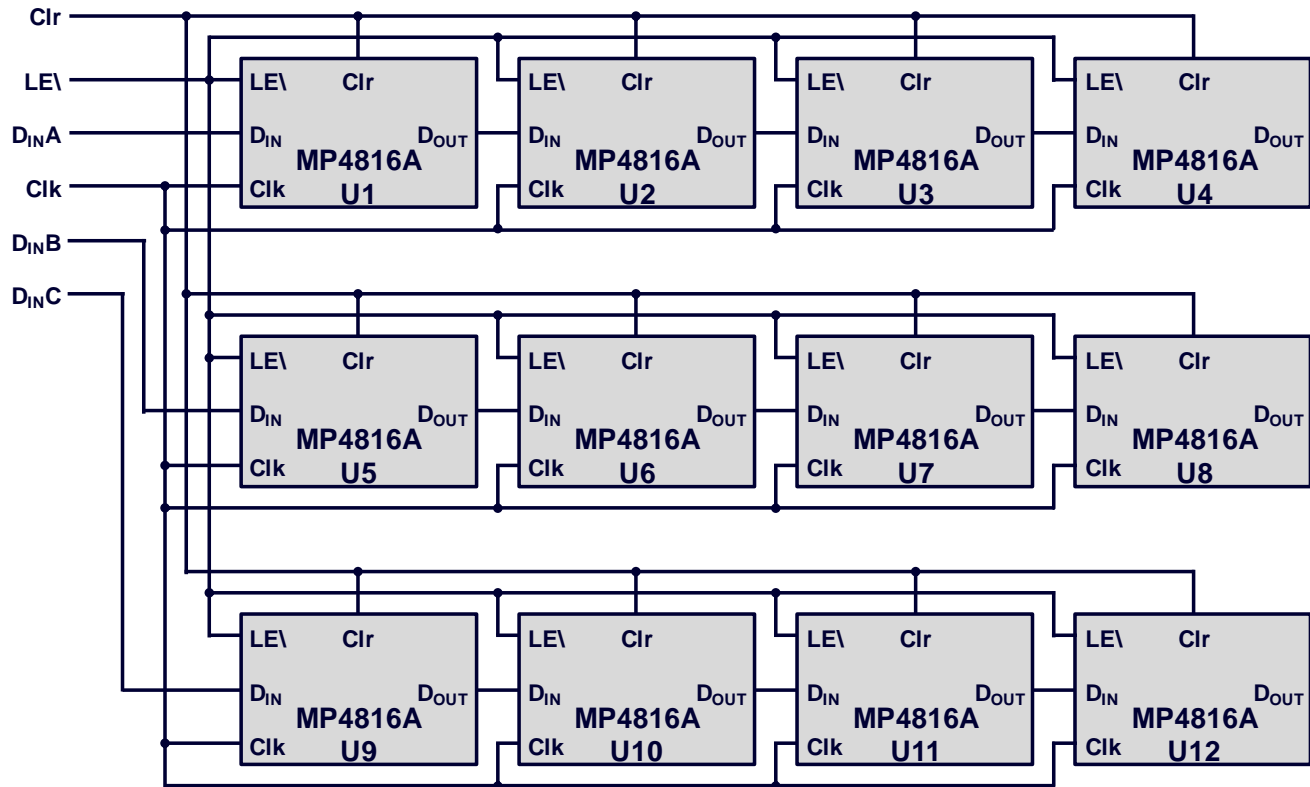 Clr
LE\
DINA
Clk
DINB
DINC
LE\ Clr
DIN DOUT
MP4816A
Clk U1
LE\ Clr
DIN DOUT
MP4816A
Clk U2
LE\ Clr
DIN DOUT
MP4816A
Clk U3
LE\ Clr
DIN DOUT
MP4816A
Clk U4
LE\ Clr
DIN DOUT
MP4816A
Clk U5
LE\ Clr
DIN DOUT
MP4816A
Clk U6
LE\ Clr
DIN DOUT
MP4816A
Clk U7
LE\ Clr
DIN DOUT
MP4816A
Clk U8
LE\ Clr
DIN DOUT
MP4816A
Clk U9
LE\ Clr
DIN DOUT
MP4816A
Clk U10
LE\ Clr
DIN DOUT
MP4816A
Clk U11
LE\ Clr
DIN DOUT
MP4816A
Clk U12